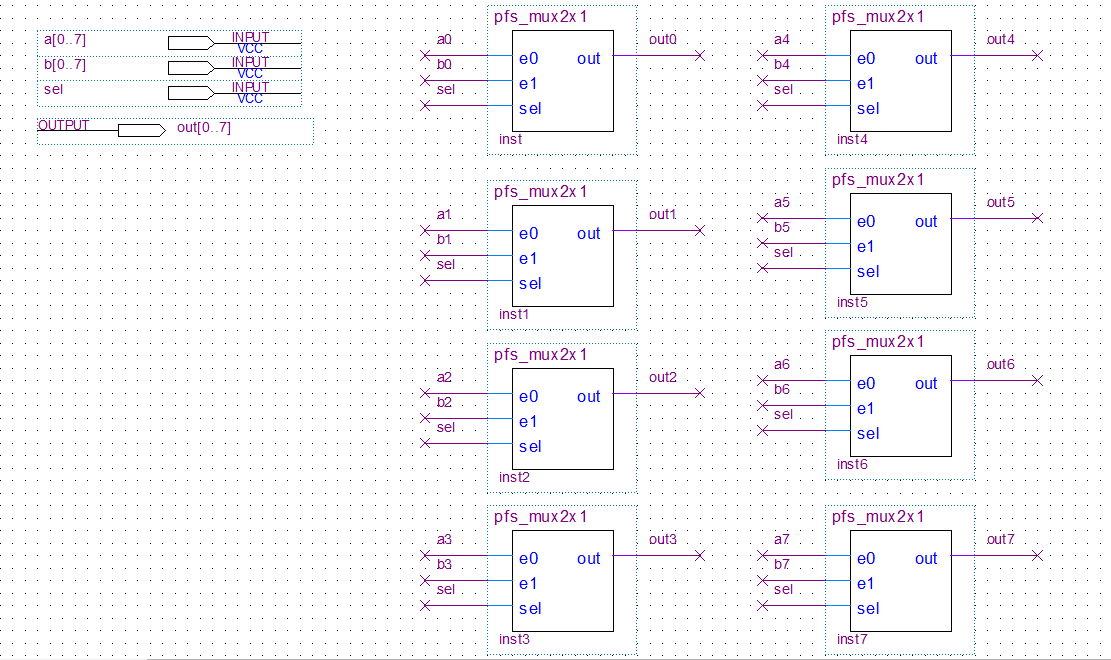 a[0..7] INPUT
VCC
b[0..7] INPUT
VCC
sel INPUT
VCC
OUTPUT out[0..7]
pfs_mux2x1
a0 e0 out out0
b0 e1
sel sel
inst
pfs_mux2x1
a1 e0 out out1
b1 e1
sel sel
inst1
pfs_mux2x1
a2 e0 out out2
b2 e1
sel sel
inst2
pfs_mux2x1
a3 e0 out out3
b3 e1
sel sel
inst3
pfs_mux2x1
a4 e0 out out4
b4 e1
sel sel
inst4
pfs_mux2x1
a5 e0 out out5
b5 e1
sel sel
inst5
pfs_mux2x1
a6 e0 out out6
b6 e1
sel sel
inst6
pfs_mux2x1
a7 e0 out out7
b7 e1
sel sel
inst7